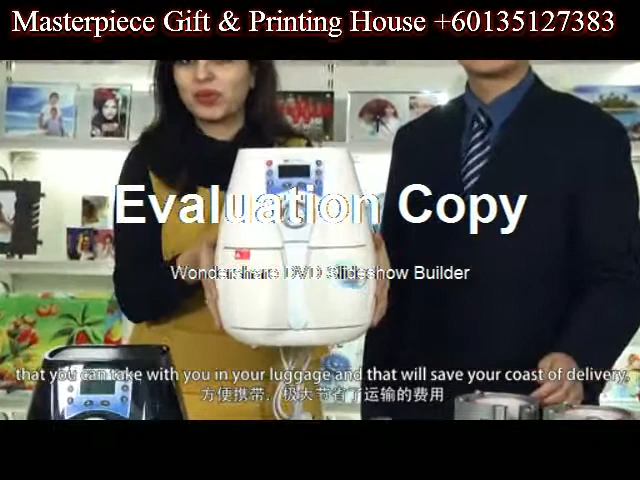 Masterpiece Gift & Printing House +60135127383
Evaluation Copy
Wondershare DVD Slideshow Builder
that you can take with you in your luggage and that will save your coast of delivery,
方便携带，极大节省了运输的费用